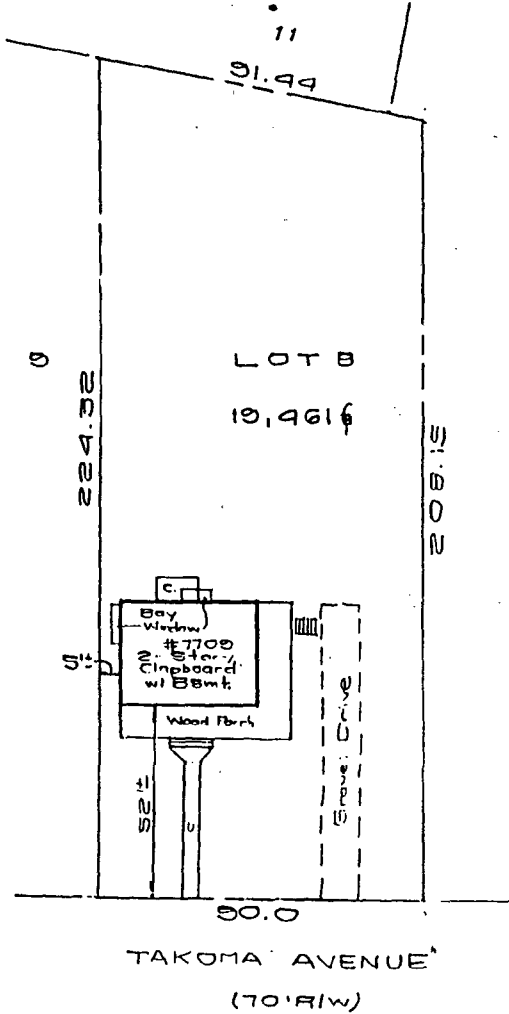 11
91.44
LOT 8
19,461
224.32
208.15
C.
Bay
Window
#7709
2 Story
Clapboard
w/ Bsmt.
5'±
Wood Porch
Gravel Drive
52'±
C
90.0
TAKOMA AVENUE
(70' R/W)